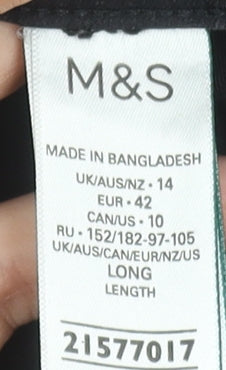 M&S
MADE IN BANGLADESH
UK/AUS/NZ • 14
EUR • 42
CAN/US • 10
RU • 152/182-97-105
UK/AUS/CAN/EUR/NZ/US
LONG
LENGTH
21577017